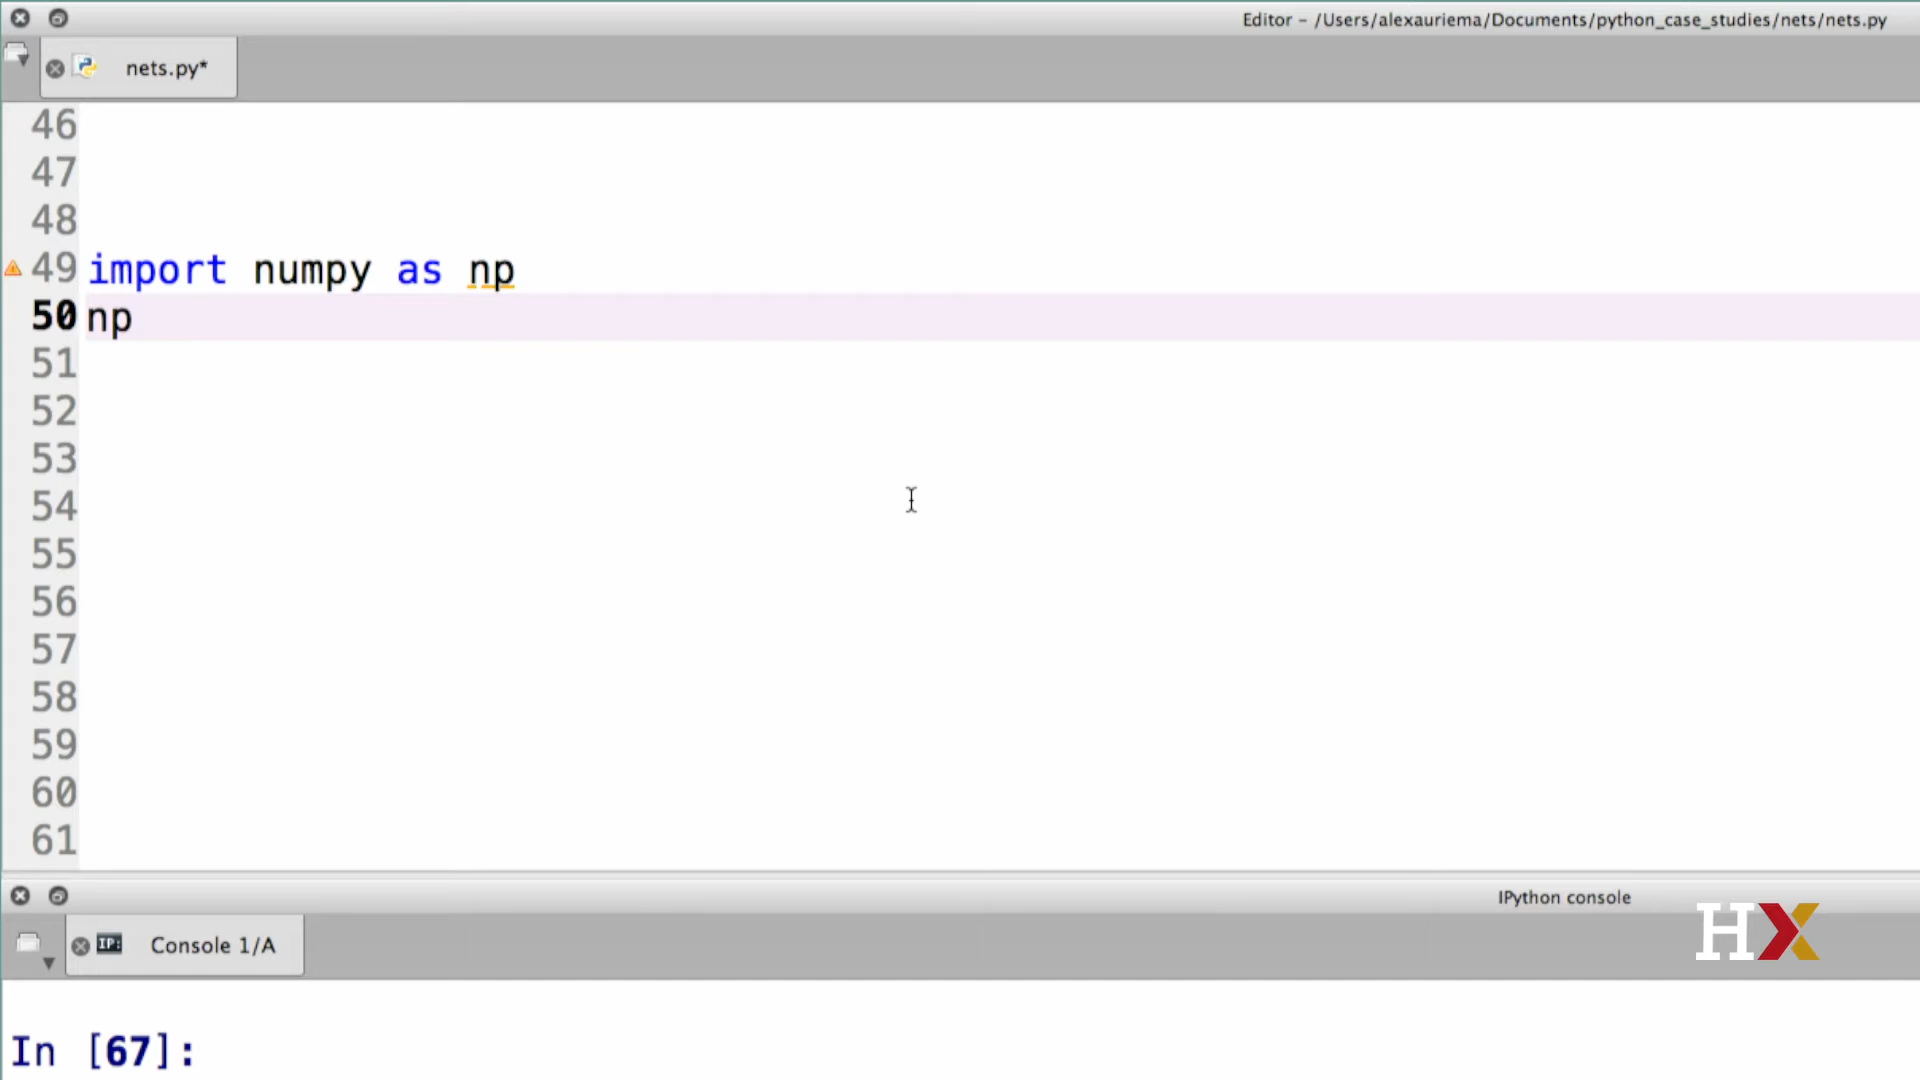 Editor – /Users/alexauriema/Documents/python_case_studies/nets/nets.py
nets.py*
46
47
48
49 import numpy as np
50 np
51
52
53
54
55
56
57
58
59
60
61
IPython console
HX
IP: Console 1/A
In [67]: